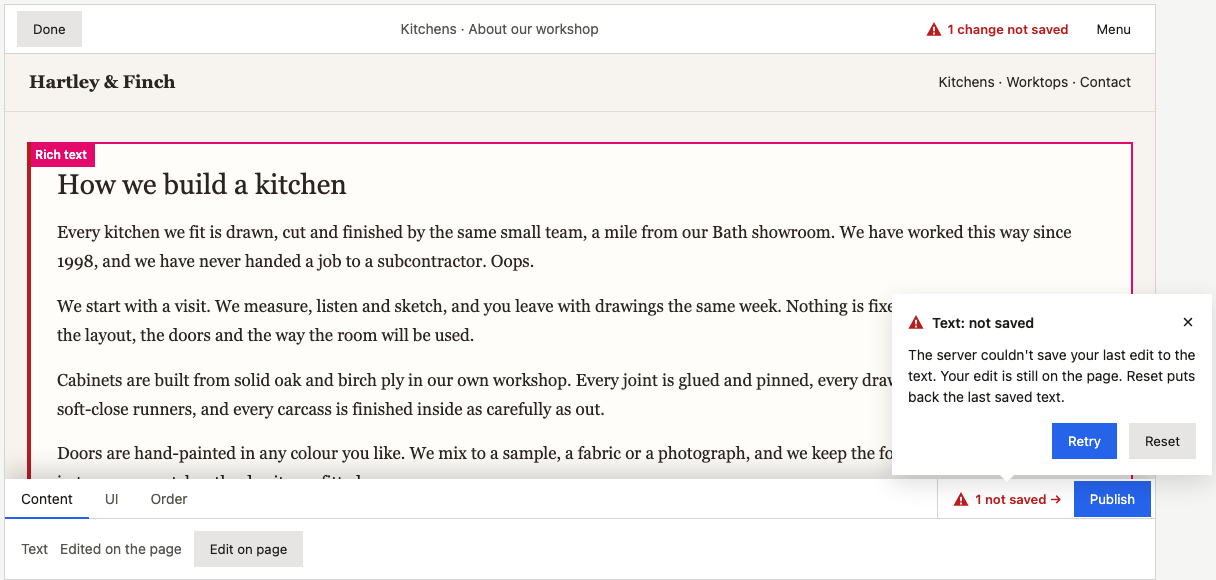 Done
Kitchens · About our workshop
1 change not saved
Menu
Hartley & Finch
Kitchens · Worktops · Contact
Rich text
How we build a kitchen
Every kitchen we fit is drawn, cut and finished by the same small team, a mile from our Bath showroom. We have worked this way since
1998, and we have never handed a job to a subcontractor. Oops.
We start with a visit. We measure, listen and sketch, and you leave with drawings the same week. Nothing is
the layout, the doors and the way the room will be used.
Cabinets are built from solid oak and birch ply in our own workshop. Every joint is glued and pinned, every
soft-close runners, and every carcass is finished inside as carefully as out.
Doors are hand-painted in any colour you like. We mix to a sample, a fabric or a photograph, and we keep the
Text: not saved
×
The server couldn't save your last edit to the
text. Your edit is still on the page. Reset puts
back the last saved text.
Retry
Reset
Content
UI
Order
1 not saved →
Publish
Text
Edited on the page
Edit on page